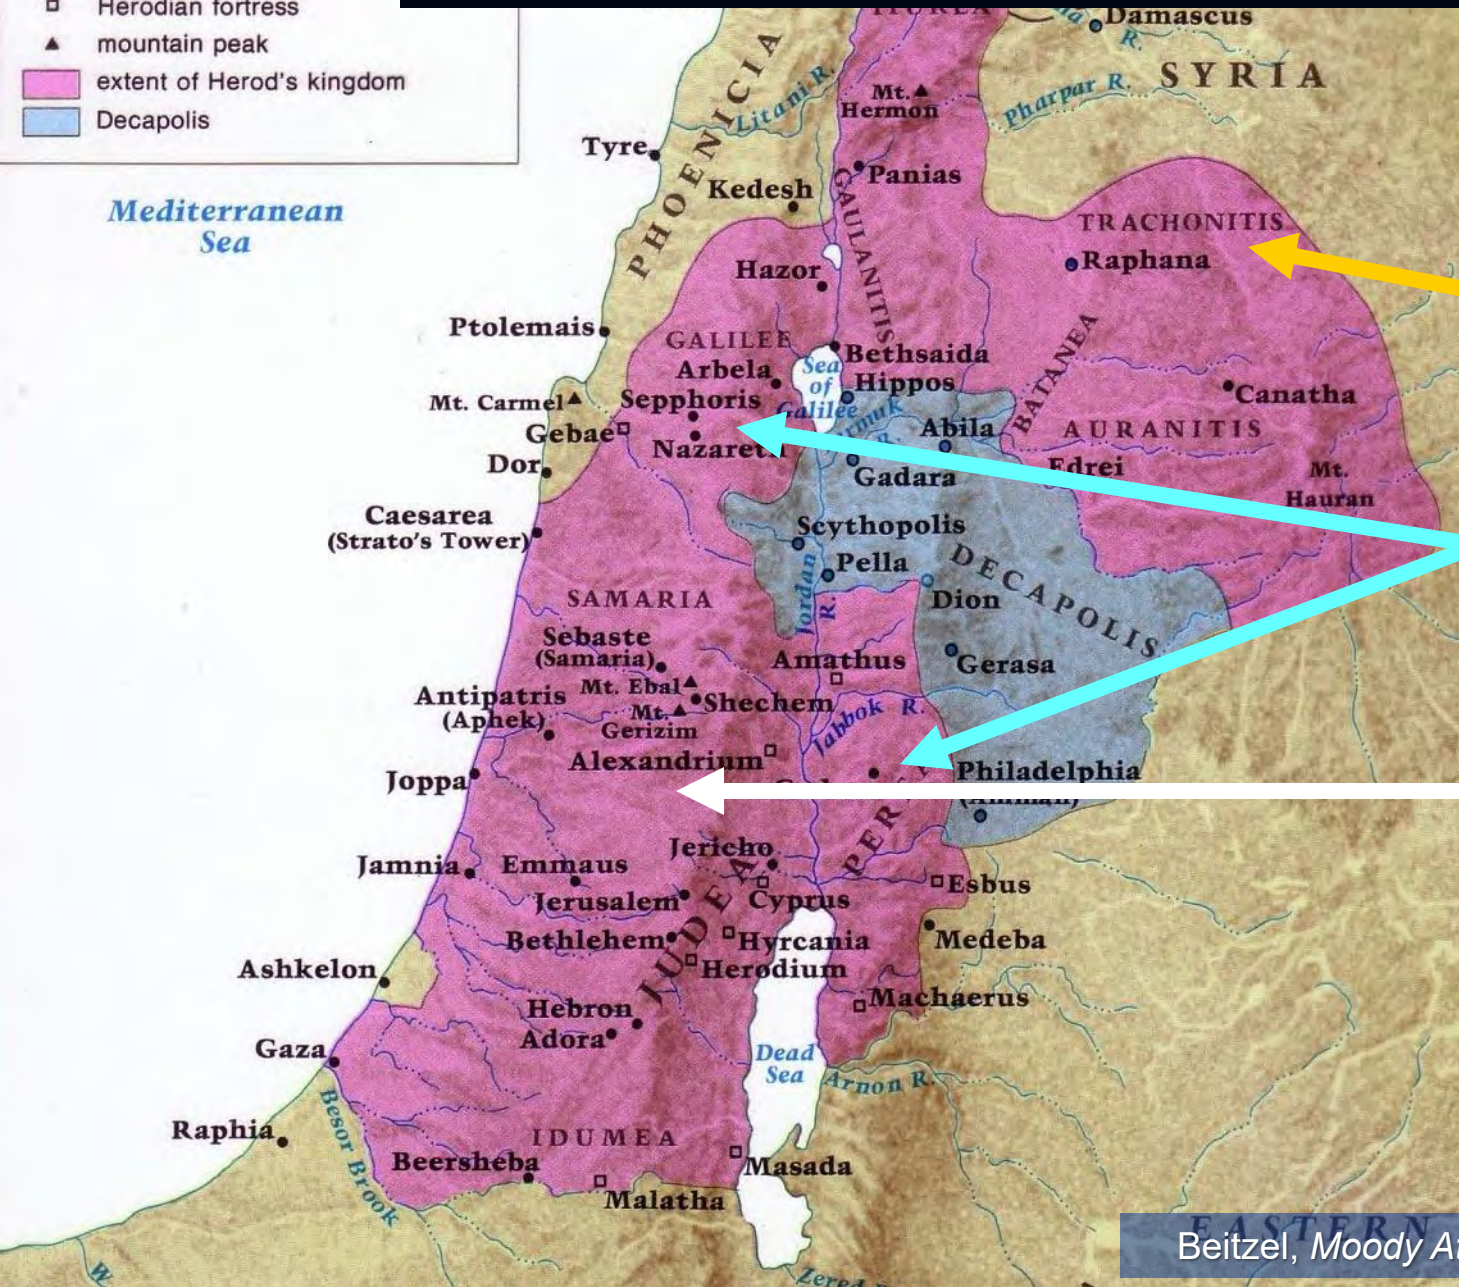 Herodian fortress
mountain peak
extent of Herod's kingdom
Decapolis
Damascus
R.
SYRIA
Mt.
Hermon
Litani R.
Pharpar R.
PHOENICIA
Tyre
Panias
Kedesh
Mediterranean
Sea
GAULANITIS
TRACHONITIS
Raphana
Hazor
Ptolemais
GALILEE
Bethsaida
Arbela
Sea
of
Galilee
Hippos
BATANEA
Canatha
Mt. Carmel
Sepphoris
Gebae
Abila
R.
AURANITIS
Dor
Gadara
Edrei
Mt.
Hauran
Caesarea
(Strato's Tower)
Scythopolis
Pella
DECAPOLIS
Jordan
R.
Dion
SAMARIA
Sebaste
(Samaria)
Amathus
Gerasa
Mt. Ebal
Shechem
Antipatris
(Aphek)
Mt.
Gerizim
Jabbok R.
Alexandrium
Joppa
Philadelphia
Jericho
Jamnia
Emmaus
Cyprus
Esbus
Jerusalem
JUDEA
Bethlehem
Hyrcania
Medeba
Ashkelon
Herodium
Machaerus
Hebron
Adora
Gaza
Dead
Sea
Arnon R.
Besor Brook
Raphia
IDUMEA
Beersheba
Masada
Malatha
EASTERN
Beitzel, Moody
Zered
W.